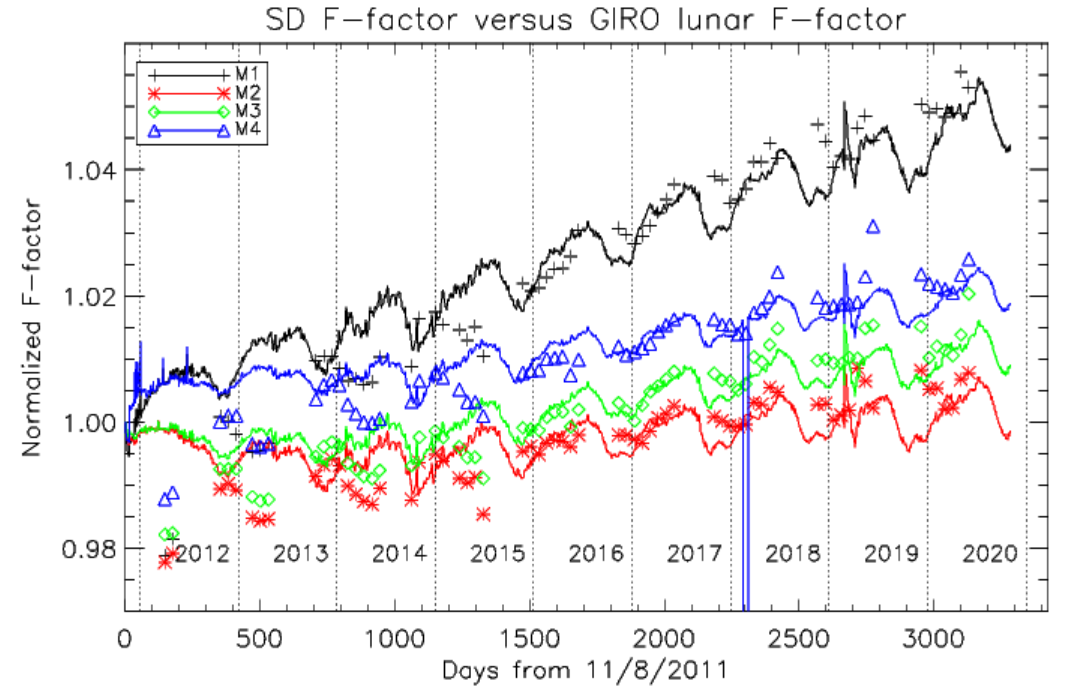 SD F-factor versus GIRO lunar F-factor
M1
M2
M3
M4
Normalized F-factor
1.04
1.02
1.00
0.98
2012 2013 2014 2015 2016 2017 2018 2019 2020
0 500 1000 1500 2000 2500 3000
Days from 11/8/2011